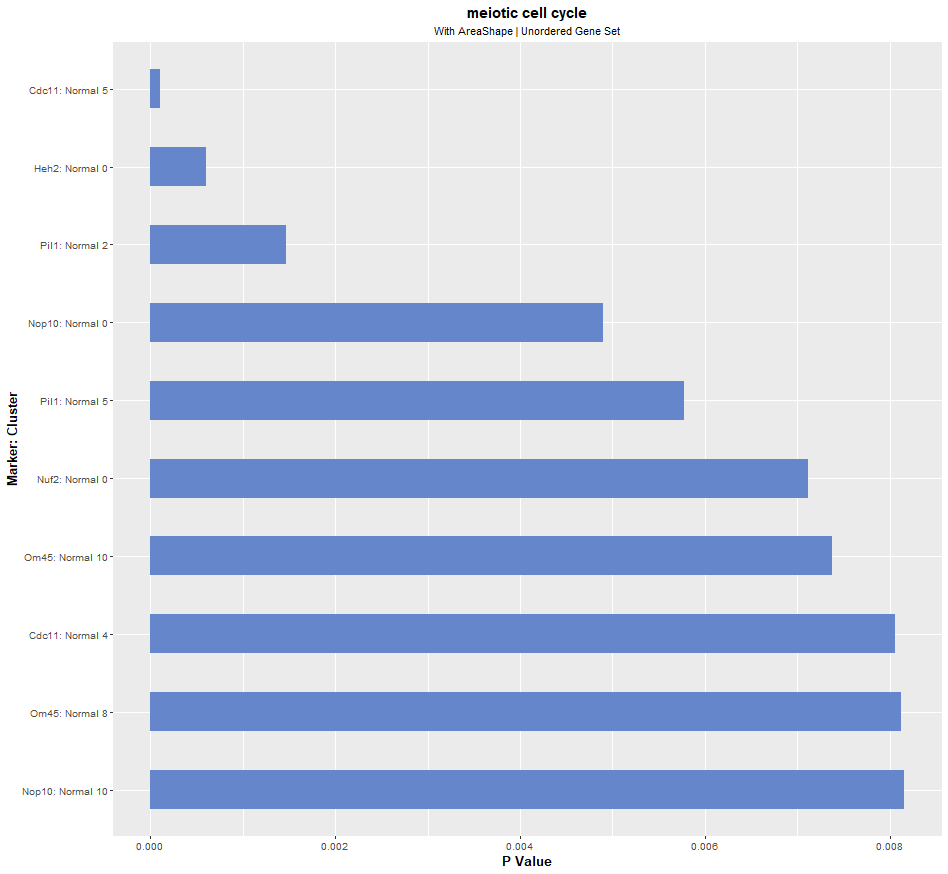 meiotic cell cycle
With AreaShape | Unordered Gene Set
Marker: Cluster
Cdc11: Normal 5
Heh2: Normal 0
Pil1: Normal 2
Nop10: Normal 0
Pil1: Normal 5
Nuf2: Normal 0
Om45: Normal 10
Cdc11: Normal 4
Om45: Normal 8
Nop10: Normal 10
0.000 0.002 0.004 0.006 0.008
P Value